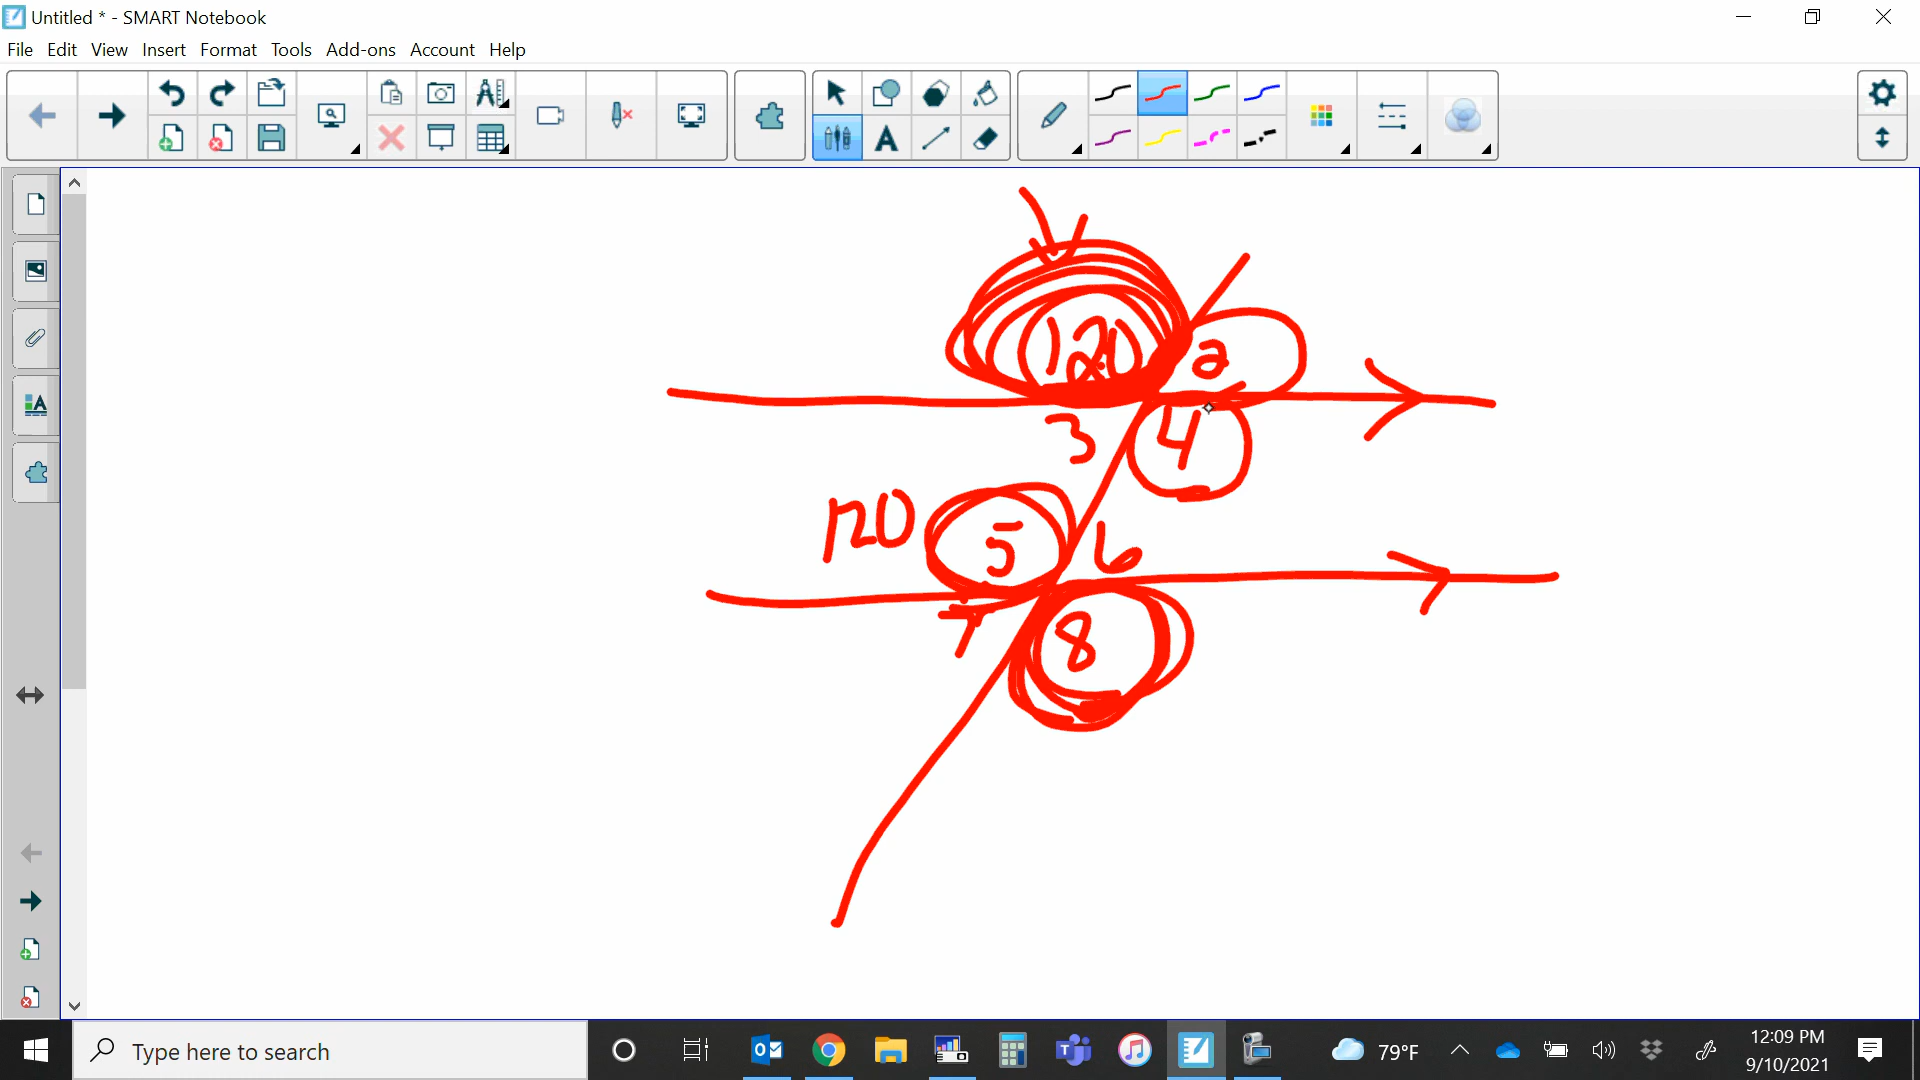 Untitled * - SMART Notebook
File Edit View Insert Format Tools Add-ons Account Help
120
2
3
4
120
5
6
7
8
Type here to search
79°F
12:09 PM
9/10/2021